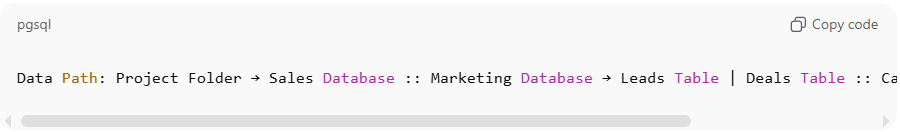 pgsql
Copy code
Data Path: Project Folder → Sales Database :: Marketing Database → Leads Table | Deals Table :: Ca